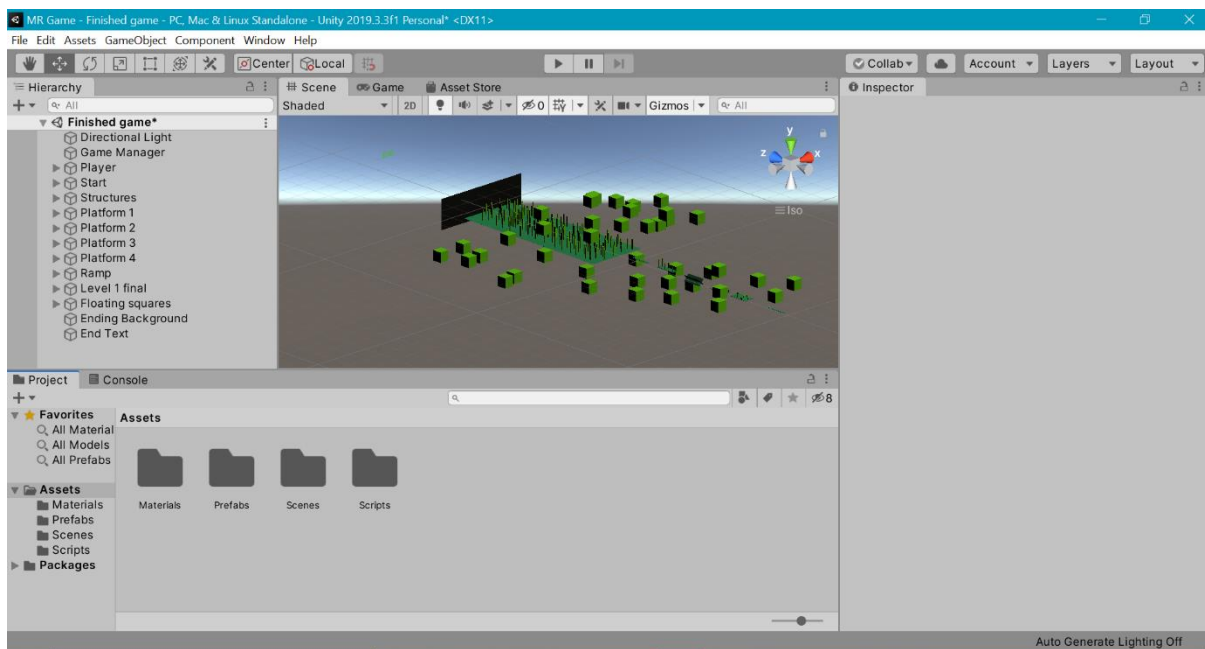 MR Game - Finished game - PC, Mac & Linux Standalone - Unity 2019.3.3f1 Personal* <DX11>
File Edit Assets GameObject Component Window Help
Center Local Collab Account Layers Layout
Hierarchy
All
Finished game*
Directional Light
Game Manager
Player
Start
Structures
Platform 1
Platform 2
Platform 3
Platform 4
Ramp
Level 1 final
Floating squares
Ending Background
End Text
Scene Game Asset Store
Shaded 2D 0 Gizmos All
y
z x
Iso
Inspector
Project Console
8
Favorites
All Material
All Models
All Prefabs
Assets
Materials
Prefabs
Scenes
Scripts
Packages
Assets
Materials Prefabs Scenes Scripts
Auto Generate Lighting Off